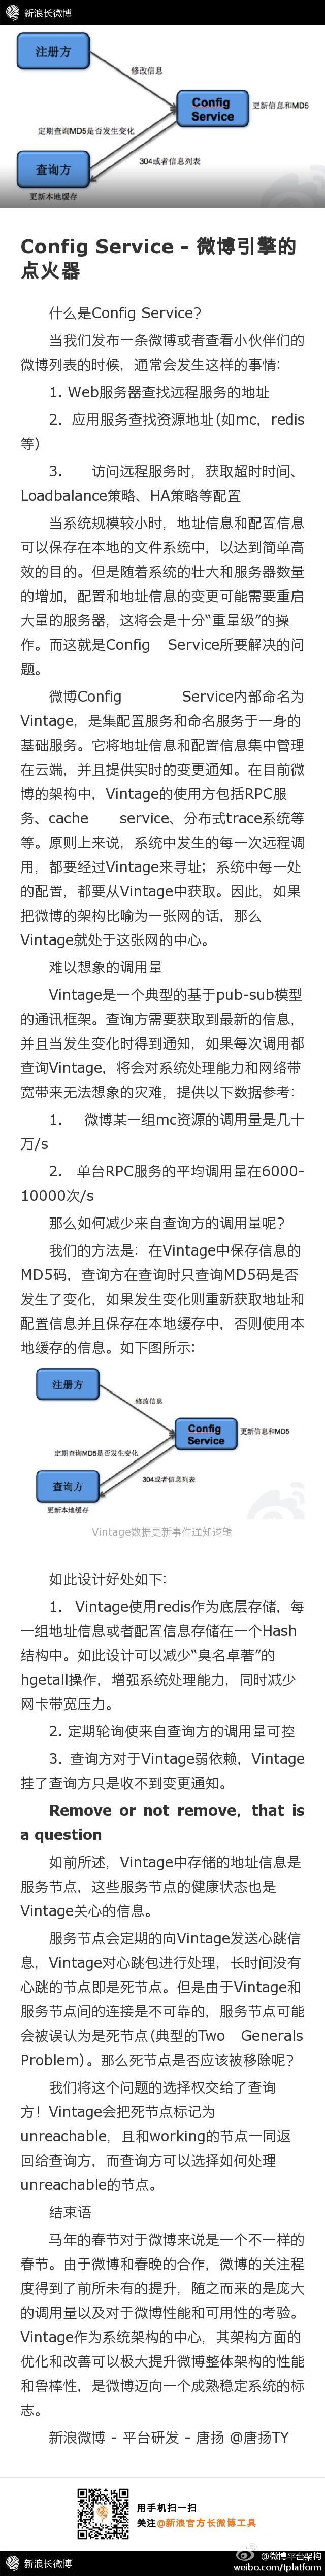 新浪长微博
注册方
修改信息
Config
Service
更新信息和MD5
定期查询MD5是否发生变化
304或者信息列表
查询方
更新本地缓存
Config Service - 微博引擎的
点火器
什么是Config Service？
当我们发布一条微博或者查看小伙伴们的
微博列表的时候，通常会发生这样的事情：
1. Web服务器查找远程服务的地址
2. 应用服务查找资源地址(如mc，redis
等)
3. 访问远程服务时，获取超时时间、
Loadbalance策略、HA策略等配置
当系统规模较小时，地址信息和配置信息
可以保存在本地的文件系统中，以达到简单高
效的目的。但是随着系统的壮大和服务器数量
的增加，配置和地址信息的变更可能需要重启
大量的服务器，这将会是十分“重量级”的操
作。而这就是Config Service所要解决的问
题。
微博Config Service内部命名为
Vintage，是集配置服务和命名服务于一身的
基础服务。它将地址信息和配置信息集中管理
在云端，并且提供实时的变更通知。在目前微
博的架构中，Vintage的使用方包括RPC服
务、cache service、分布式trace系统等
等。原则上来说，系统中发生的每一次远程调
用，都要经过Vintage来寻址；系统中每一处
的配置，都要从Vintage中获取。因此，如果
把微博的架构比喻为一张网的话，那么
Vintage就处于这张网的中心。
难以想象的调用量
Vintage是一个典型的基于pub-sub模型
的通讯框架。查询方需要获取到最新的信息，
并且当发生变化时得到通知，如果每次调用都
查询Vintage，将会对系统处理能力和网络带
宽带来无法想象的灾难，提供以下数据参考：
1. 微博某一组mc资源的调用量是几十
万/s
2. 单台RPC服务的平均调用量在6000-
10000次/s
那么如何减少来自查询方的调用量呢？
我们的方法是：在Vintage中保存信息的
MD5码，查询方在查询时只查询MD5码是否
发生了变化，如果发生变化则重新获取地址和
配置信息并且保存在本地缓存中，否则使用本
地缓存的信息。如下图所示：
注册方
修改信息
Config
Service
更新信息和MD5
定期查询MD5是否发生变化
304或者信息列表
查询方
更新本地缓存
Vintage数据更新事件通知逻辑
如此设计好处如下：
1. Vintage使用redis作为底层存储，每
一组地址信息或者配置信息存储在一个Hash
结构中。如此设计可以减少“臭名卓著”的
hgetall操作，增强系统处理能力，同时减少
网卡带宽压力。
2. 定期轮询使来自查询方的调用量可控
3. 查询方对于Vintage弱依赖，Vintage
挂了查询方只是收不到变更通知。
Remove or not remove，that is
a question
如前所述，Vintage中存储的地址信息是
服务节点，这些服务节点的健康状态也是
Vintage关心的信息。
服务节点会定期的向Vintage发送心跳信
息，Vintage对心跳包进行处理，长时间没有
心跳的节点即是死节点。但是由于Vintage和
服务节点间的连接是不可靠的，服务节点可能
会被误认为是死节点(典型的Two Generals
Problem)。那么死节点是否应该被移除呢？
我们将这个问题的选择权交给了查询
方！Vintage会把死节点标记为
unreachable，且和working的节点一同返
回给查询方，而查询方可以选择如何处理
unreachable的节点。
结束语
马年的春节对于微博来说是一个不一样的
春节。由于微博和春晚的合作，微博的关注程
度得到了前所未有的提升，随之而来的是庞大
的调用量以及对于微博性能和可用性的考验。
Vintage作为系统架构的中心，其架构方面的
优化和改善可以极大提升微博整体架构的性能
和鲁棒性，是微博迈向一个成熟稳定系统的标
志。
新浪微博 - 平台研发 - 唐扬 @唐扬TY
用手机扫一扫
关注@新浪官方长微博工具
新浪长微博
@微博平台架构
weibo.com/tplatform